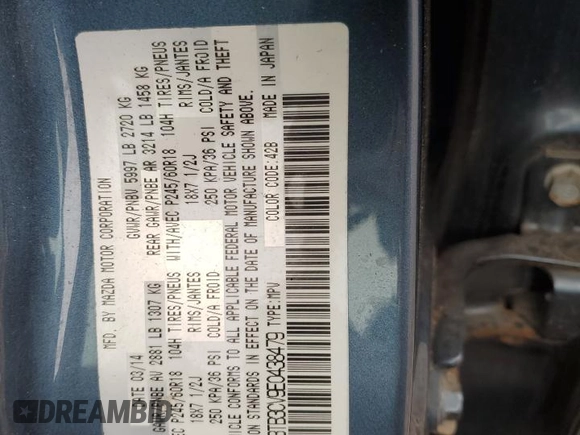 MFD. BY MAZDA MOTOR CORPORATION
DATE 03/14 GVWR/PNBV 5997 LB 2720 KG
AV 2881 LB 1307 KG REAR GAWR/PNBE AR 3214 LB 1458 KG
P245/60R18 104H TIRES/PNEUS WITH/AVEC P245/60R18 104H TIRES/PNEUS
18X7 1/2J RIMS/JANTES 18X7 1/2J RIMS/JANTES
250 KPA/36 PSI COLD/A FROID 250 KPA/36 PSI COLD/A FROID
VEHICLE CONFORMS TO ALL APPLICABLE FEDERAL MOTOR VEHICLE SAFETY AND THEFT
STANDARDS IN EFFECT ON THE DATE OF MANUFACTURE SHOWN ABOVE.
TYPE:MPV COLOR CODE:42B MADE IN JAPAN
DREAMBID